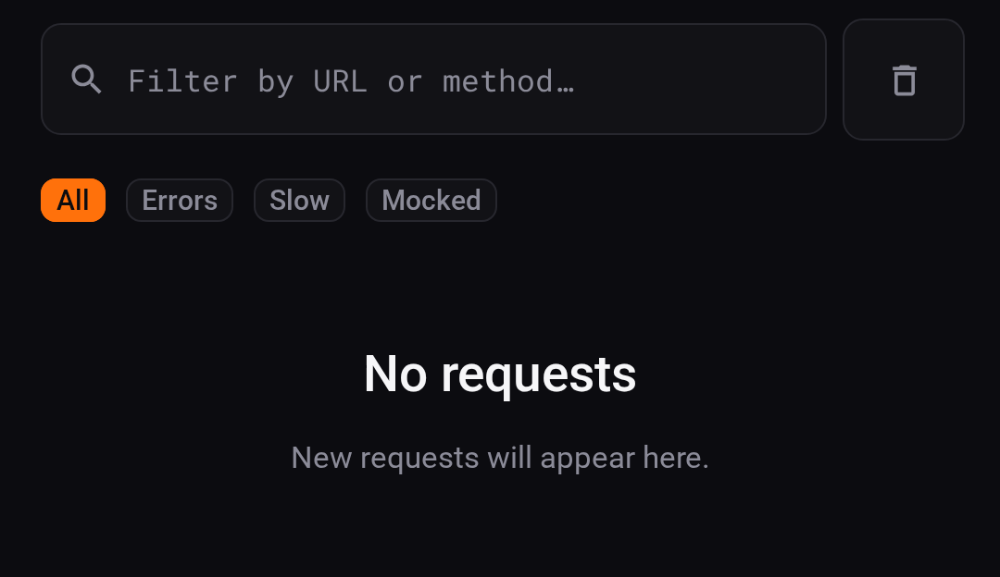 Filter by URL or method…
All Errors Slow Mocked
No requests
New requests will appear here.